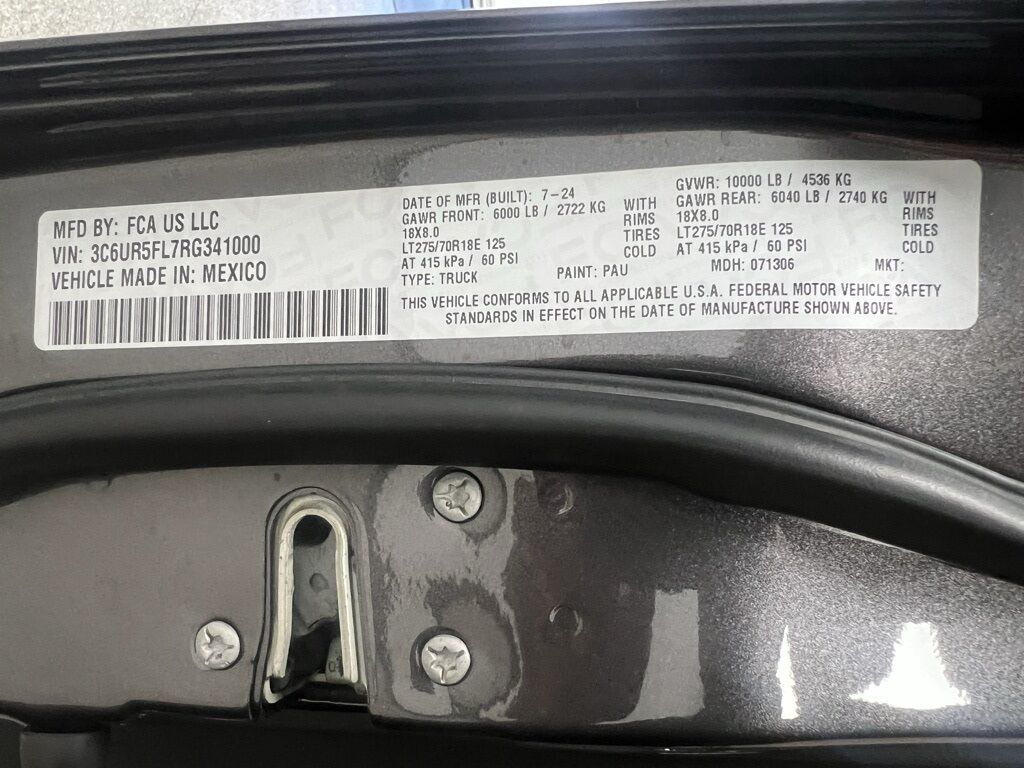 MFD BY: FCA US LLC
VIN: 3C6UR5FL7RG341000
VEHICLE MADE IN: MEXICO
DATE OF MFR (BUILT): 7-24
GAWR FRONT: 6000 LB / 2722 KG WITH
18X8.0 RIMS
LT275/70R18E 125 TIRES
AT 415 kPa / 60 PSI COLD
TYPE: TRUCK
PAINT: PAU
GVWR: 10000 LB / 4536 KG
GAWR REAR: 6040 LB / 2740 KG WITH
18X8.0 RIMS
LT275/70R18E 125 TIRES
AT 415 kPa / 60 PSI COLD
MDH: 071306 MKT:
THIS VEHICLE CONFORMS TO ALL APPLICABLE U.S.A. FEDERAL MOTOR VEHICLE SAFETY
STANDARDS IN EFFECT ON THE DATE OF MANUFACTURE SHOWN ABOVE.